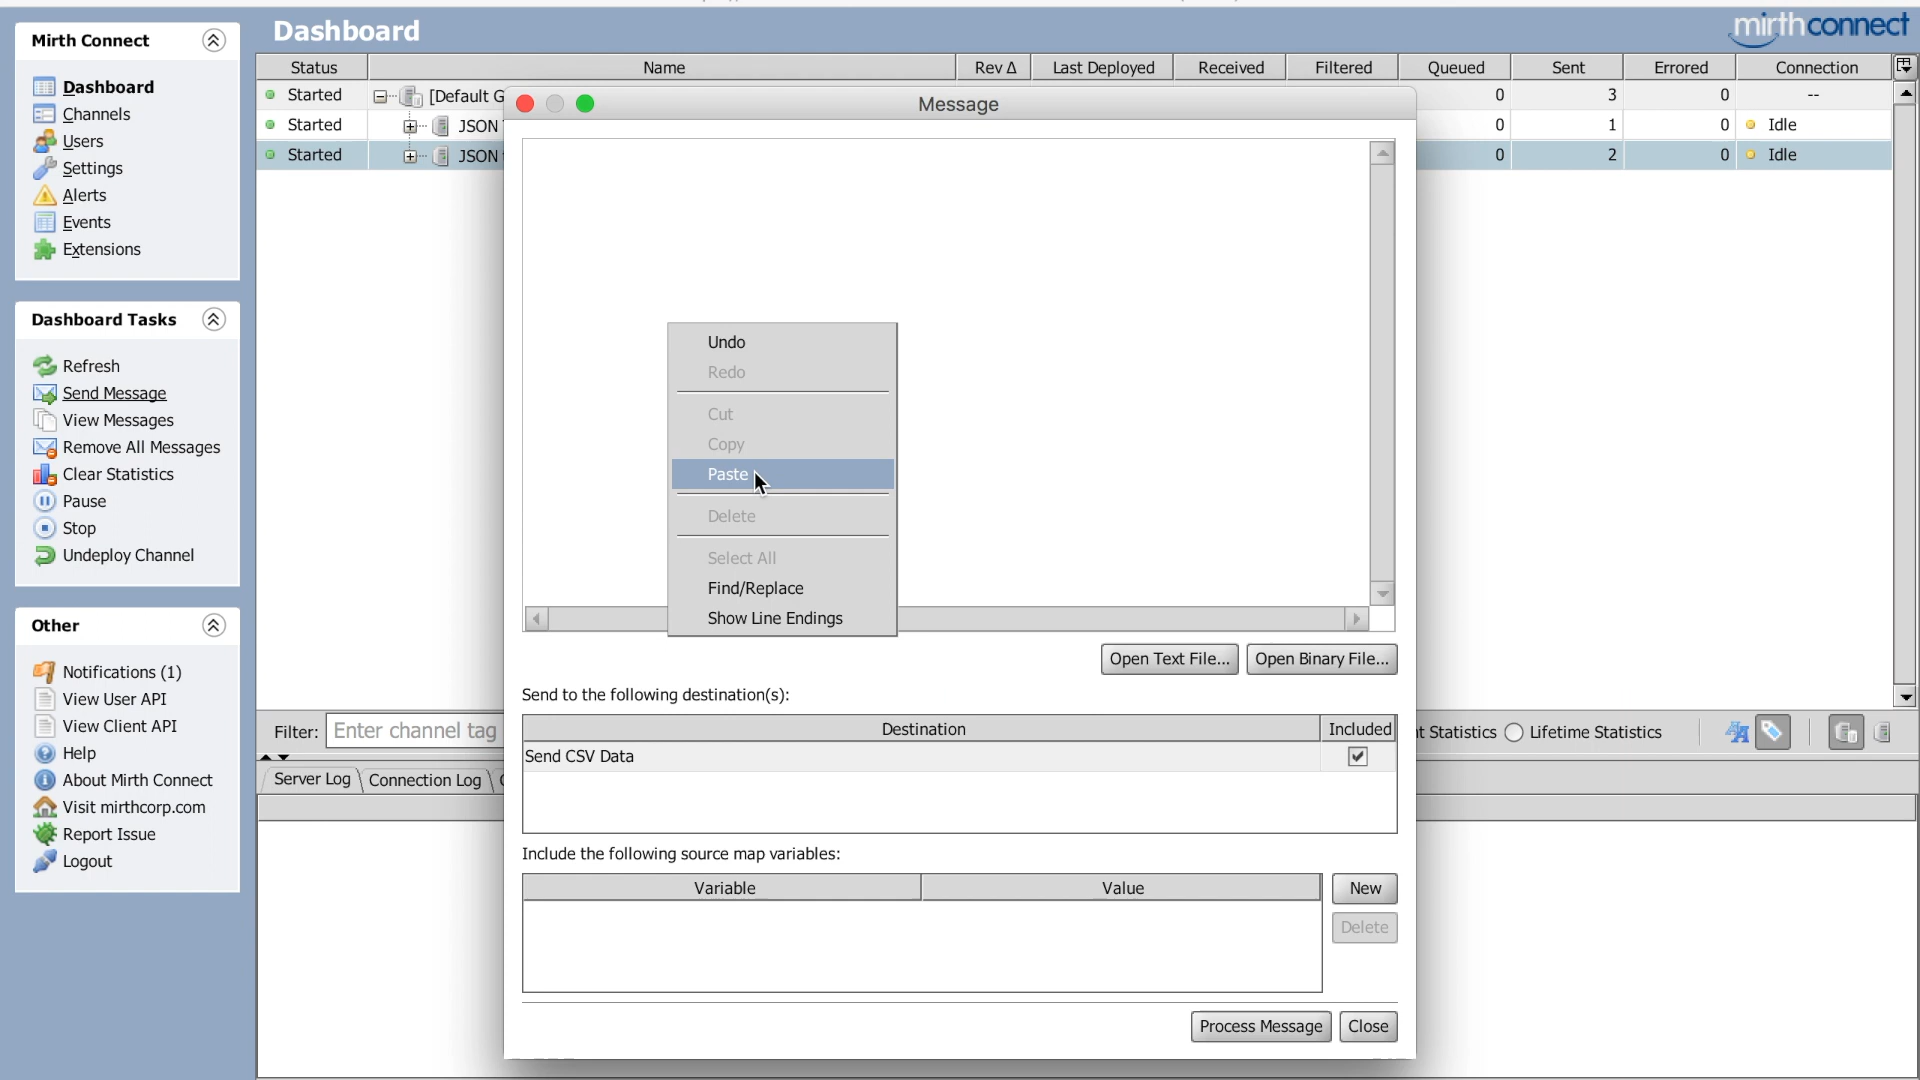 Mirth Connect
Dashboard
Channels
Users
Settings
Alerts
Events
Extensions
Dashboard Tasks
Refresh
Send Message
View Messages
Remove All Messages
Clear Statistics
Pause
Stop
Undeploy Channel
Other
Notifications (1)
View User API
View Client API
Help
About Mirth Connect
Visit mirthcorp.com
Report Issue
Logout
Dashboard
mirthconnect
Status Name Rev Δ Last Deployed Received Filtered Queued Sent Errored Connection
Started [Default G 0 3 0 --
Started JSON 0 1 0 Idle
Started JSON 0 2 0 Idle
Message
Undo
Redo
Cut
Copy
Paste
Delete
Select All
Find/Replace
Show Line Endings
Open Text File... Open Binary File...
Send to the following destination(s):
Destination Included
Send CSV Data
Include the following source map variables:
Variable Value New
Delete
Process Message Close
Filter: Enter channel tag
t Statistics Lifetime Statistics
Server Log Connection Log